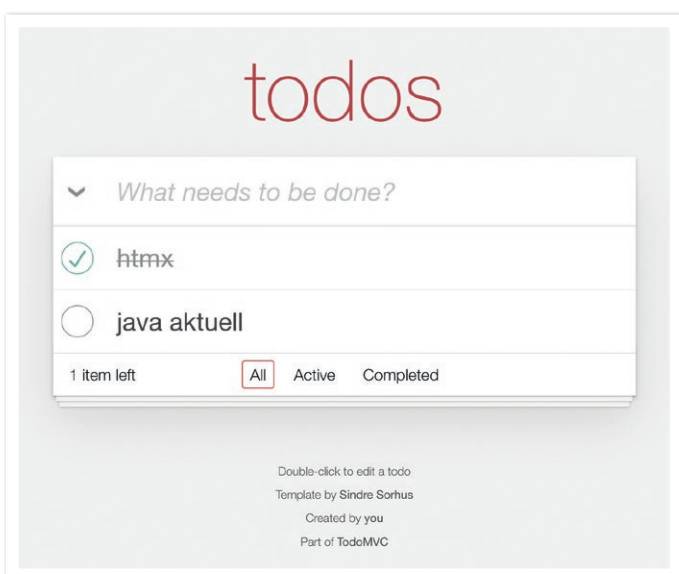 todos
What needs to be done?
htmx
java aktuell
1 item left All Active Completed
Double-click to edit a todo
Template by Sindre Sorhus
Created by you
Part of TodoMVC